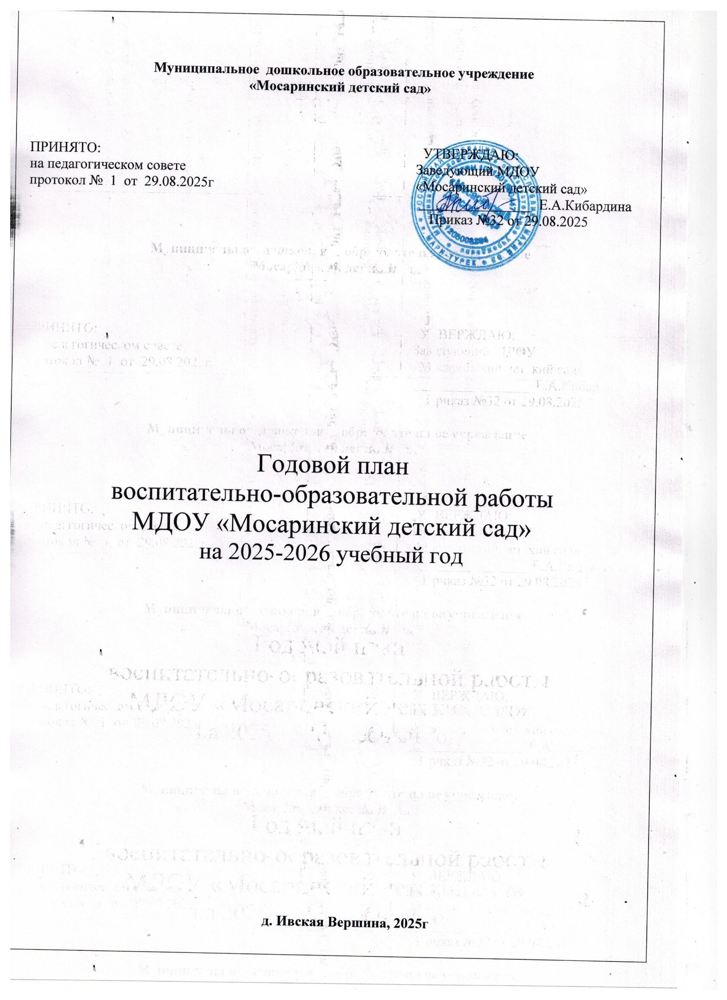 Муниципальное дошкольное образовательное учреждение
«Мосаринский детский сад»
ПРИНЯТО:
на педагогическом совете
протокол № 1 от 29.08.2025г
УТВЕРЖДАЮ:
Заведующий МДОУ
«Мосаринский детский сад»
Е.А.Кибардина
Приказ №32 от 29.08.2025
Годовой план
воспитательно-образовательной работы
МДОУ «Мосаринский детский сад»
на 2025-2026 учебный год
д. Ивская Вершина, 2025г